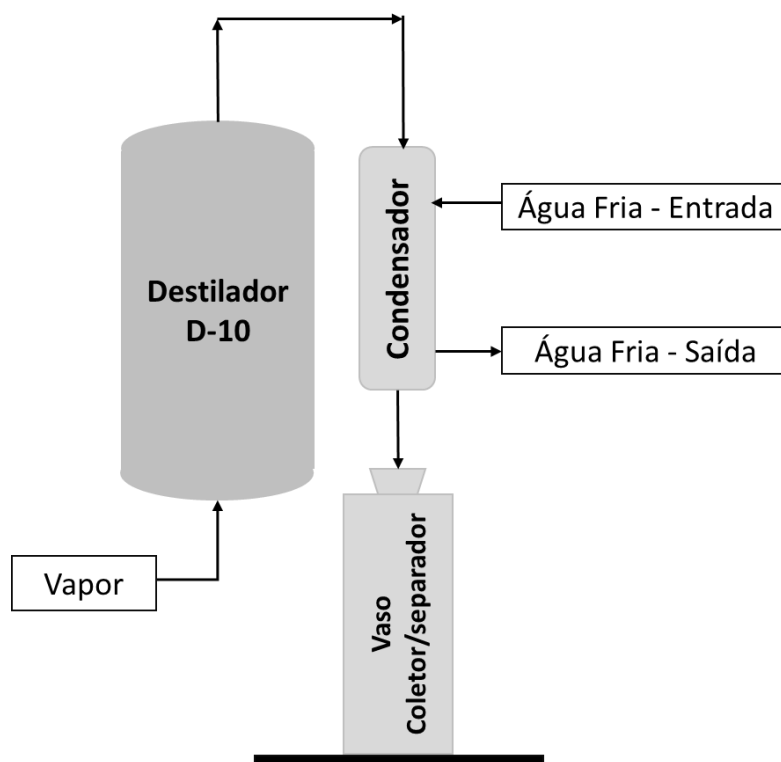 Destilador
D-10
Condensador
Água Fria - Entrada
Água Fria - Saída
Vapor
Vaso
Coletor/separador